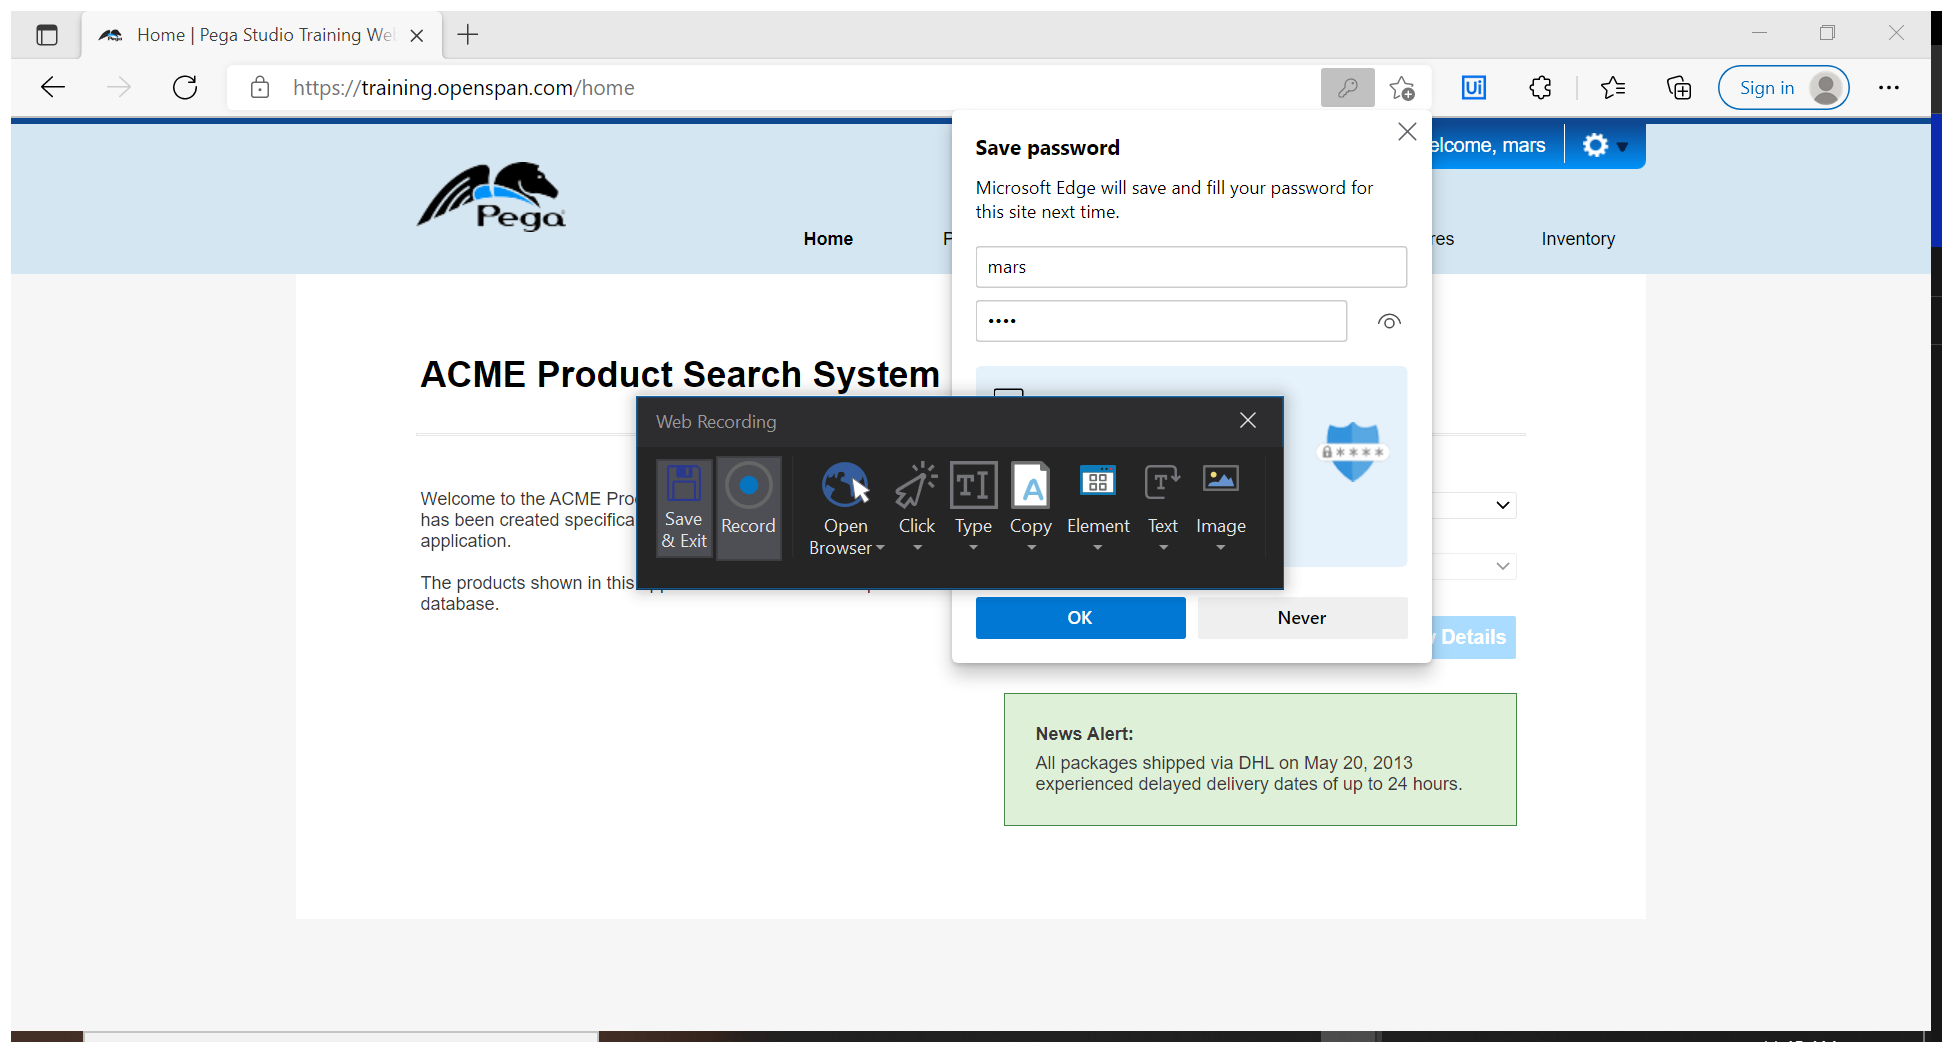 Home | Pega Studio Training We
https://training.openspan.com/home
Ui
Sign in
Save password
Microsoft Edge will save and fill your password for
this site next time.
mars
••••
OK
Never
elcome, mars
Pega
Home
P
res
Inventory
ACME Product Search System
Welcome to the ACME Pro
has been created specifica
application.
The products shown in this
database.
Web Recording
Save
& Exit
Record
Open
Browser
Click
Type
Copy
Element
Text
Image
Details
News Alert:
All packages shipped via DHL on May 20, 2013
experienced delayed delivery dates of up to 24 hours.